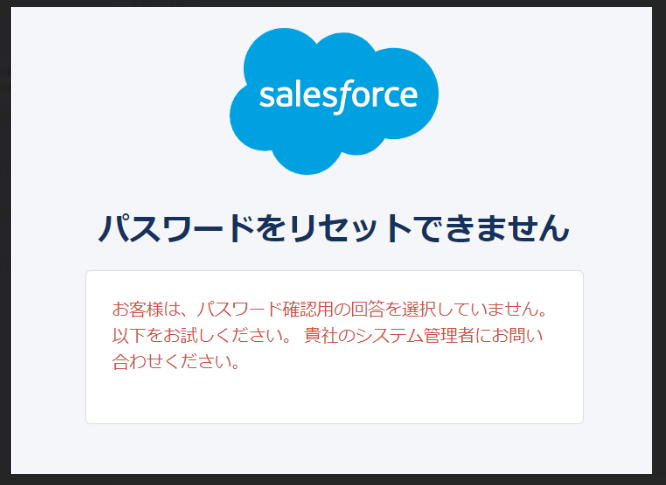 salesforce
パスワードをリセットできません
お客様は、パスワード確認用の回答を選択していません。
以下をお試しください。 貴社のシステム管理者にお問い
合わせください。